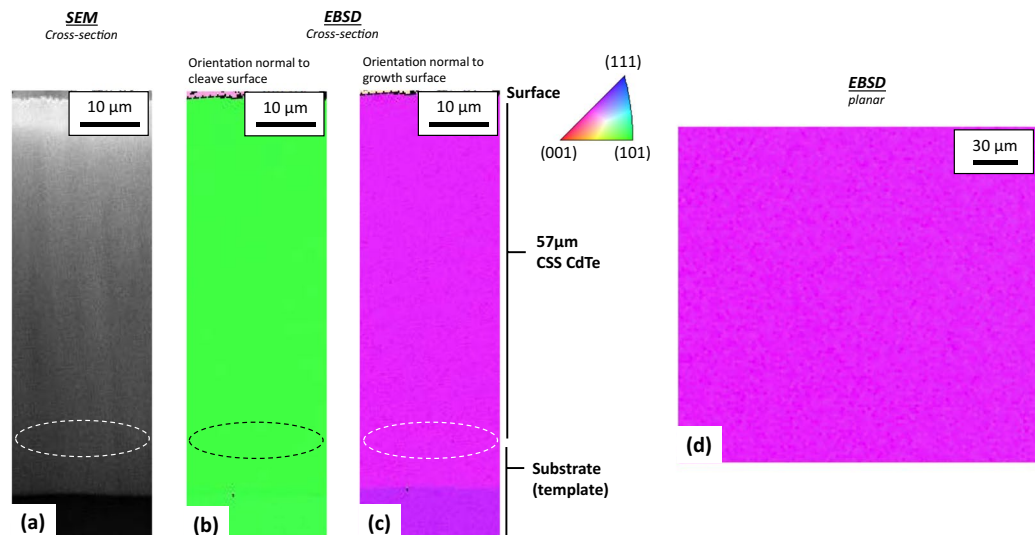 SEM
Cross-section
EBSD
Cross-section
Orientation normal to
cleave surface
Orientation normal to
growth surface
10 µm
10 µm
10 µm
Surface
(111)
(001)
(101)
57µm
CSS CdTe
Substrate
(template)
(a)
(b)
(c)
EBSD
planar
30 µm
(d)